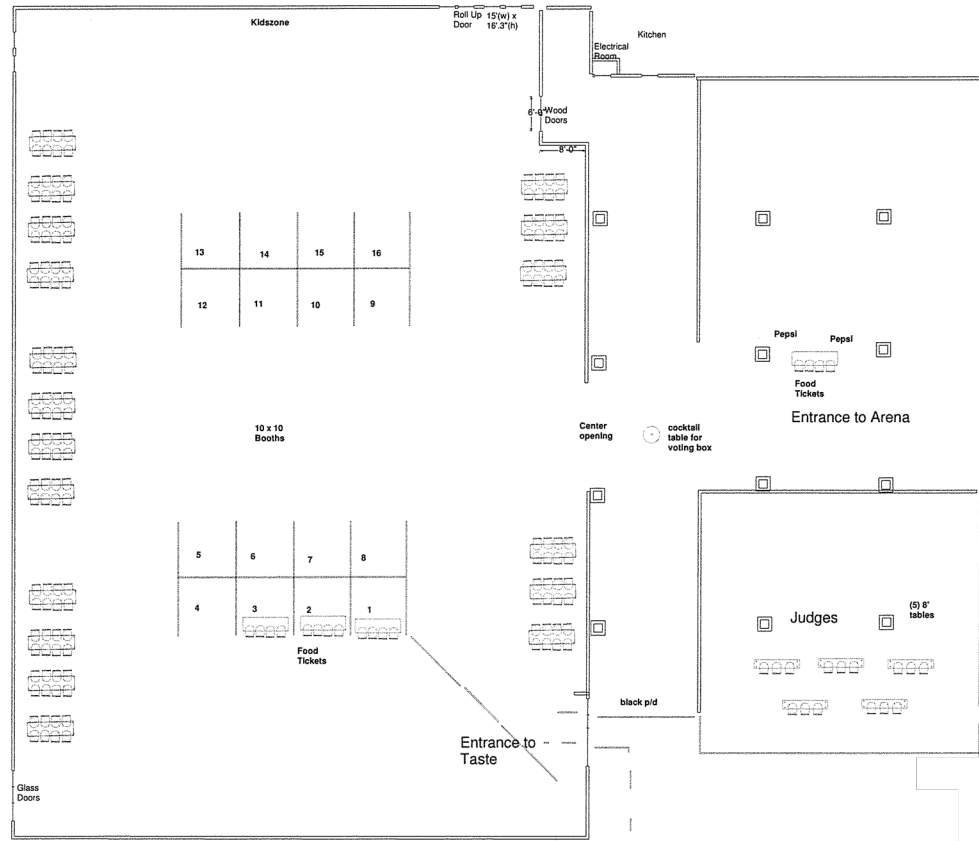 Kidszone
Roll Up
Door
15'(w) x
16'.3"(h)
Kitchen
Electrical
Room
6'-0"
Wood
Doors
8'-0"
13
14
15
16
12
11
10
9
Pepsi
Pepsi
Food
Tickets
Entrance to Arena
10 x 10
Booths
Center
opening
cocktail
table for
voting box
5
6
7
8
4
3
2
1
Food
Tickets
Judges
(5) 8'
tables
black p/d
Entrance to
Taste
Glass
Doors